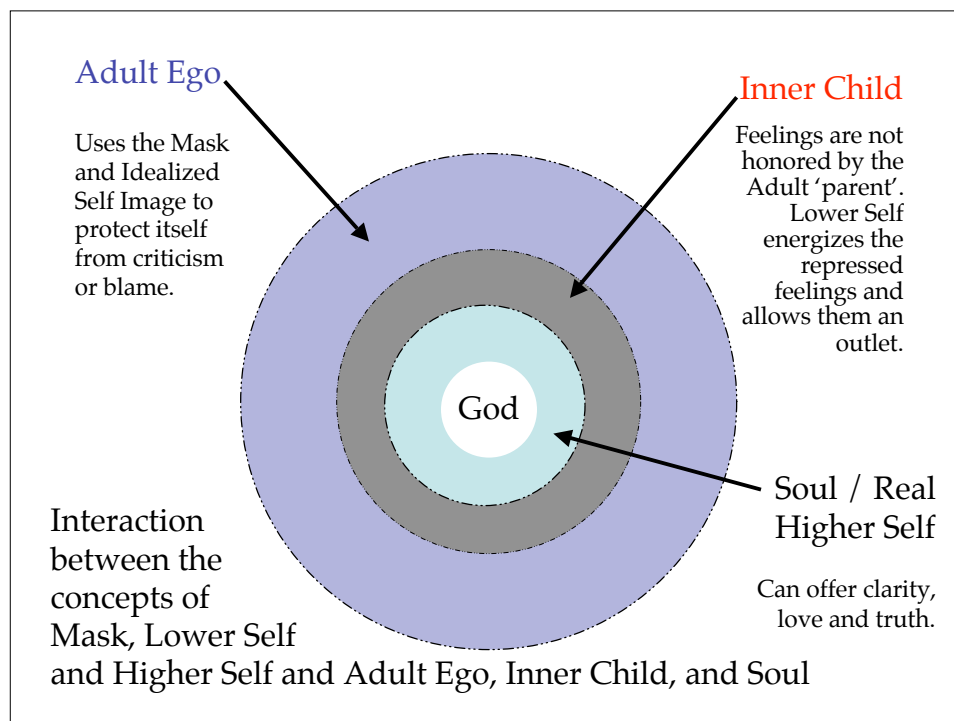 Adult Ego
Uses the Mask
and Idealized
Self Image to
protect itself
from criticism
or blame.
Inner Child
Feelings are not
honored by the
Adult ‘parent’.
Lower Self
energizes the
repressed
feelings and
allows them an
outlet.
God
Soul / Real
Higher Self
Can offer clarity,
love and truth.
Interaction
between the
concepts of
Mask, Lower Self
and Higher Self and Adult Ego, Inner Child, and Soul